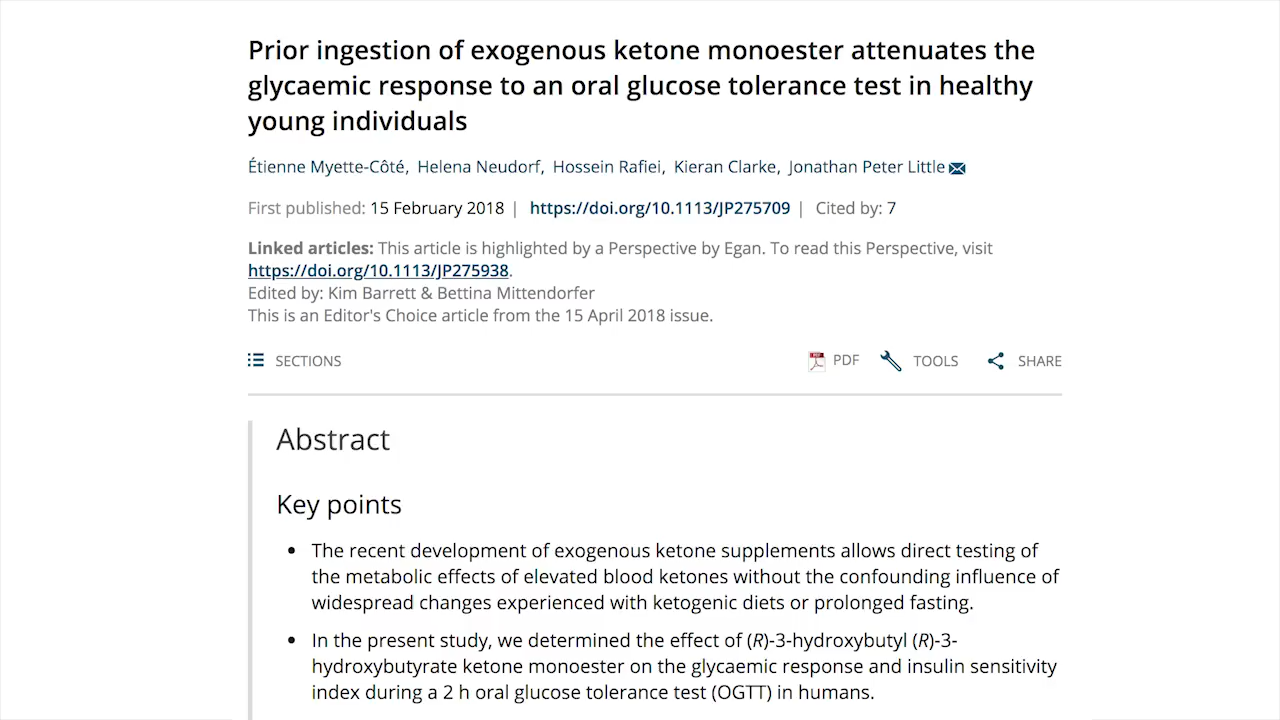 Prior ingestion of exogenous ketone monoester attenuates the
glycaemic response to an oral glucose tolerance test in healthy
young individuals
Étienne Myette-Côté, Helena Neudorf, Hossein Rafiei, Kieran Clarke, Jonathan Peter Little
First published: 15 February 2018 | https://doi.org/10.1113/JP275709 | Cited by: 7
Linked articles: This article is highlighted by a Perspective by Egan. To read this Perspective, visit
https://doi.org/10.1113/JP275938.
Edited by: Kim Barrett & Bettina Mittendorfer
This is an Editor's Choice article from the 15 April 2018 issue.
SECTIONS PDF TOOLS SHARE
Abstract
Key points
• The recent development of exogenous ketone supplements allows direct testing of
the metabolic effects of elevated blood ketones without the confounding influence of
widespread changes experienced with ketogenic diets or prolonged fasting.
• In the present study, we determined the effect of (R)-3-hydroxybutyl (R)-3-
hydroxybutyrate ketone monoester on the glycaemic response and insulin sensitivity
index during a 2 h oral glucose tolerance test (OGTT) in humans.